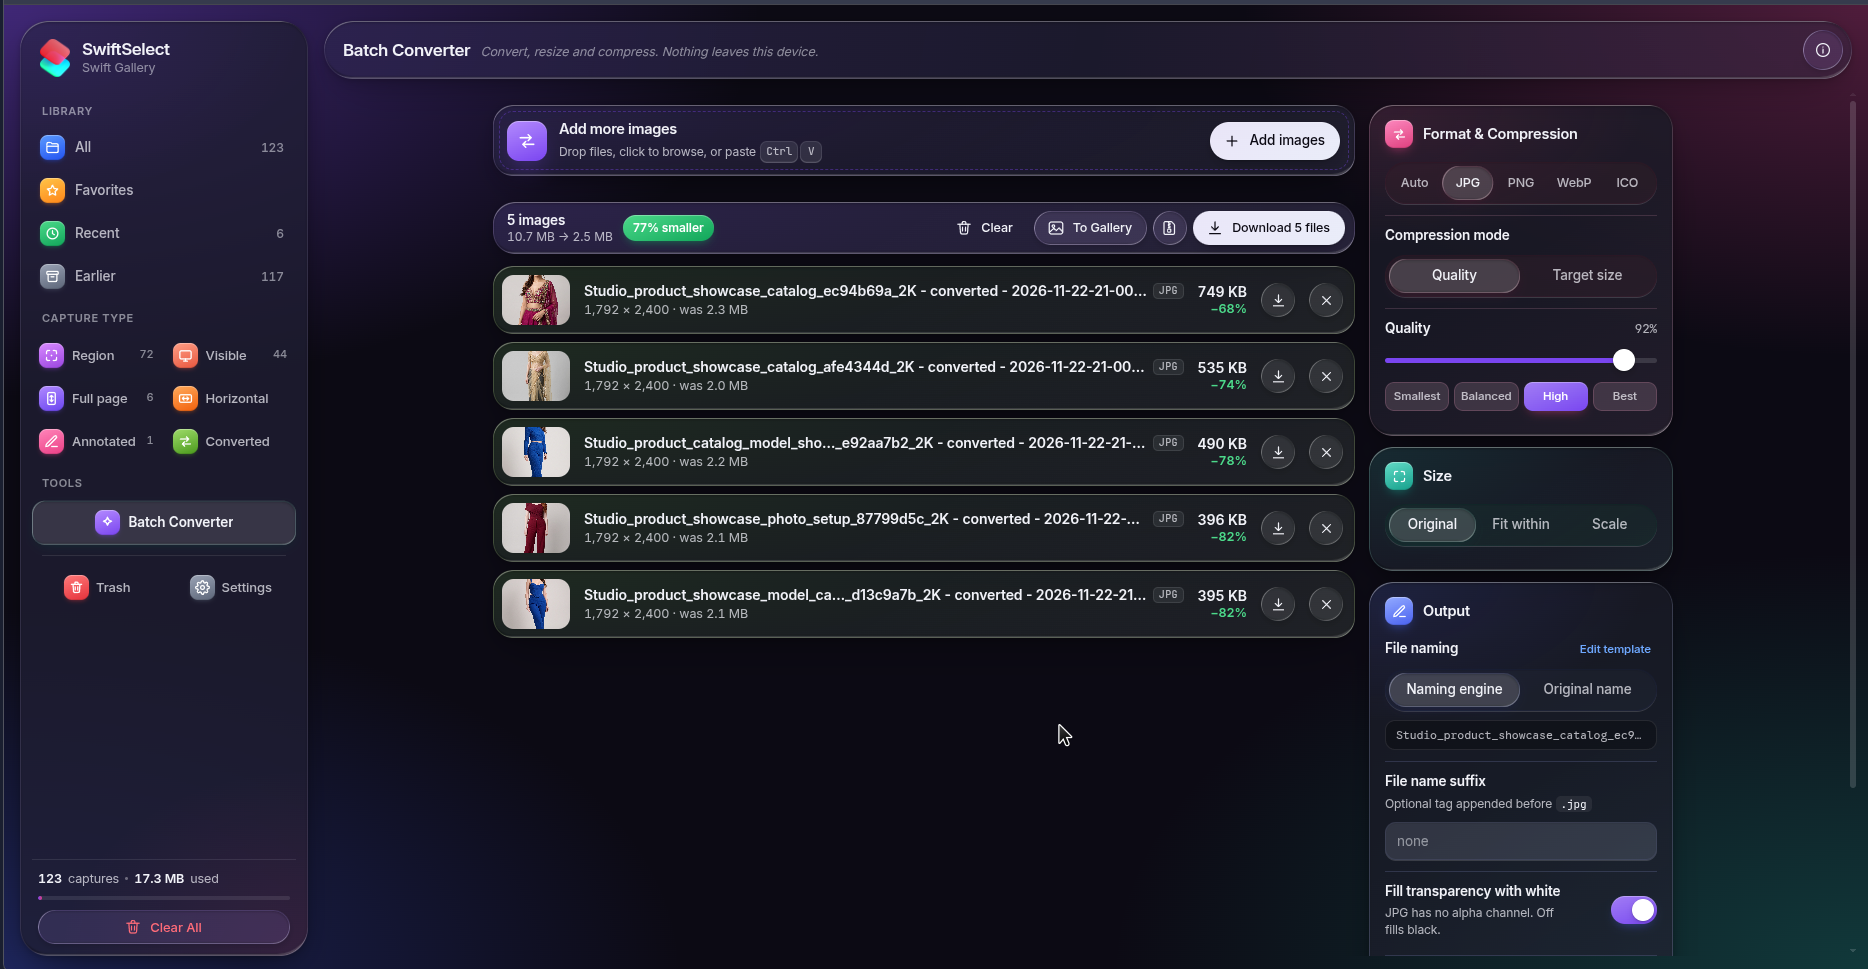 SwiftSelect
Swift Gallery
LIBRARY
All 123
Favorites
Recent 6
Earlier 117
CAPTURE TYPE
Region 72 Visible 44
Full page 6 Horizontal
Annotated 1 Converted
TOOLS
Batch Converter
Trash Settings
123 captures • 17.3 MB used
Clear All
Batch Converter Convert, resize and compress. Nothing leaves this device.
Add more images
Drop files, click to browse, or paste Ctrl V
Add images
5 images
10.7 MB → 2.5 MB
77% smaller
Clear
To Gallery
Download 5 files
Studio_product_showcase_catalog_ec94b69a_2K - converted - 2026-11-22-21-00... JPG 749 KB
1,792 × 2,400 · was 2.3 MB −68%
Studio_product_showcase_catalog_afe4344d_2K - converted - 2026-11-22-21-00... JPG 535 KB
1,792 × 2,400 · was 2.0 MB −74%
Studio_product_catalog_model_sho..._e92aa7b2_2K - converted - 2026-11-22-21-... JPG 490 KB
1,792 × 2,400 · was 2.2 MB −78%
Studio_product_showcase_photo_setup_87799d5c_2K - converted - 2026-11-22-... JPG 396 KB
1,792 × 2,400 · was 2.1 MB −82%
Studio_product_showcase_model_ca..._d13c9a7b_2K - converted - 2026-11-22-21... JPG 395 KB
1,792 × 2,400 · was 2.1 MB −82%
Format & Compression
Auto JPG PNG WebP ICO
Compression mode
Quality Target size
Quality 92%
Smallest Balanced High Best
Size
Original Fit within Scale
Output
File naming Edit template
Naming engine Original name
Studio_product_showcase_catalog_ec9…
File name suffix
Optional tag appended before .jpg
none
Fill transparency with white
JPG has no alpha channel. Off
fills black.